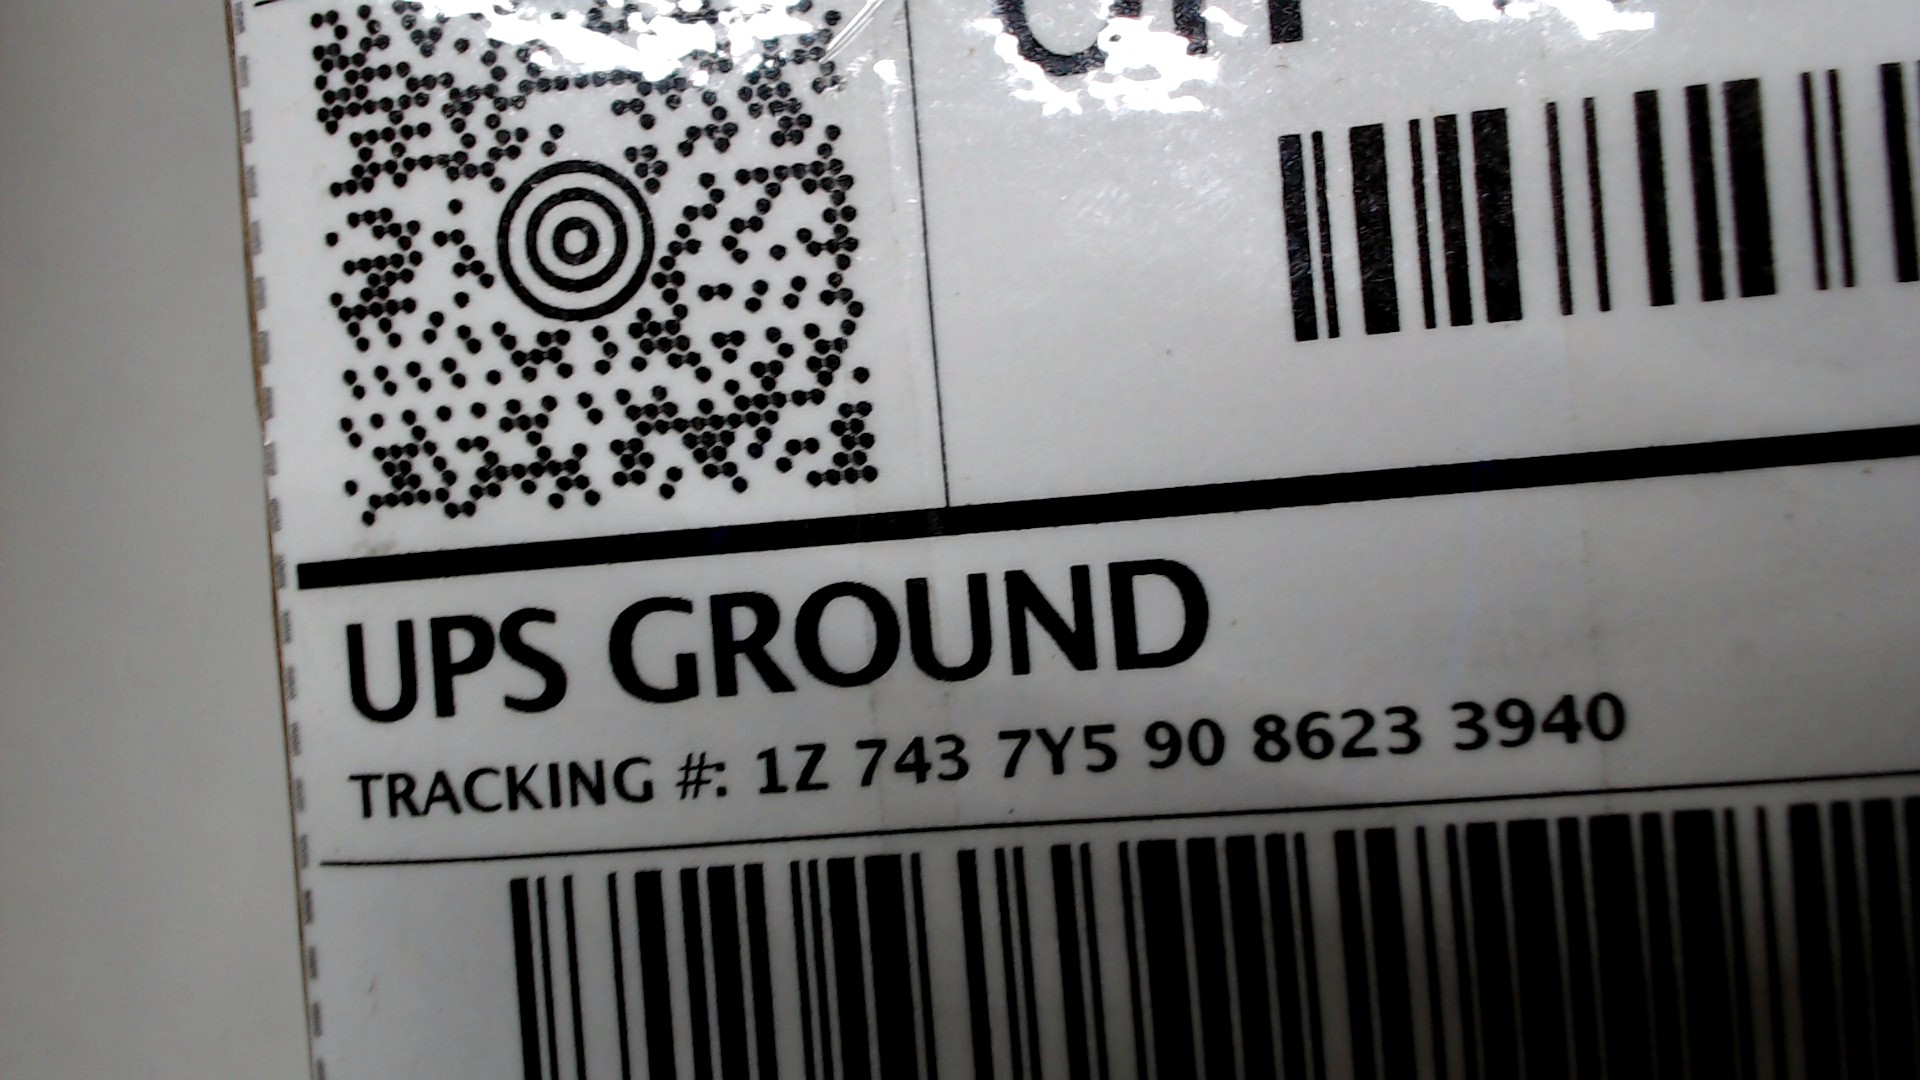 UPS GROUND
TRACKING #: 1Z 743 7Y5 90 8623 3940